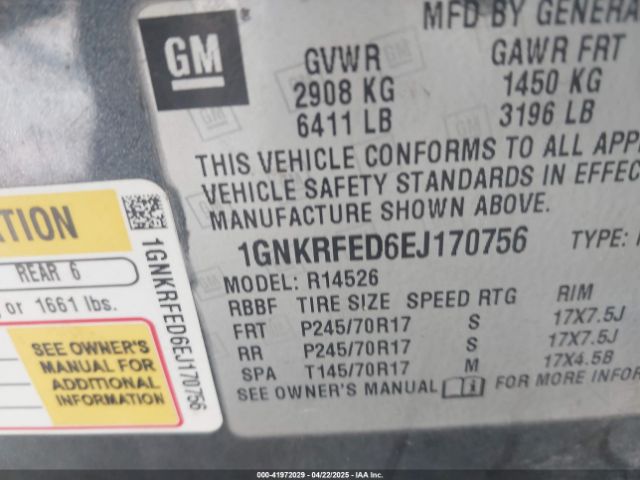 GM
MFD BY GENERA
GVWR GAWR FRT
2908 KG 1450 KG
6411 LB 3196 LB
THIS VEHICLE CONFORMS TO ALL APPL
VEHICLE SAFETY STANDARDS IN EFFEC
MANUFACTURE SHOWN ABOVE.
1GNKRFED6EJ170756 TYPE:
MODEL: R14526
RBBF TIRE SIZE SPEED RTG RIM
FRT P245/70R17 S 17X7.5J
RR P245/70R17 S 17X7.5J
SPA T145/70R17 M 17X4.5B
SEE OWNER'S MANUAL FOR MORE INFOR
ATION
REAR 6
or 1661 lbs.
SEE OWNER'S
MANUAL FOR
ADDITIONAL
INFORMATION
1GNKRFED6EJ170756
000-41972029 - 04/22/2025 - IAAI.COM